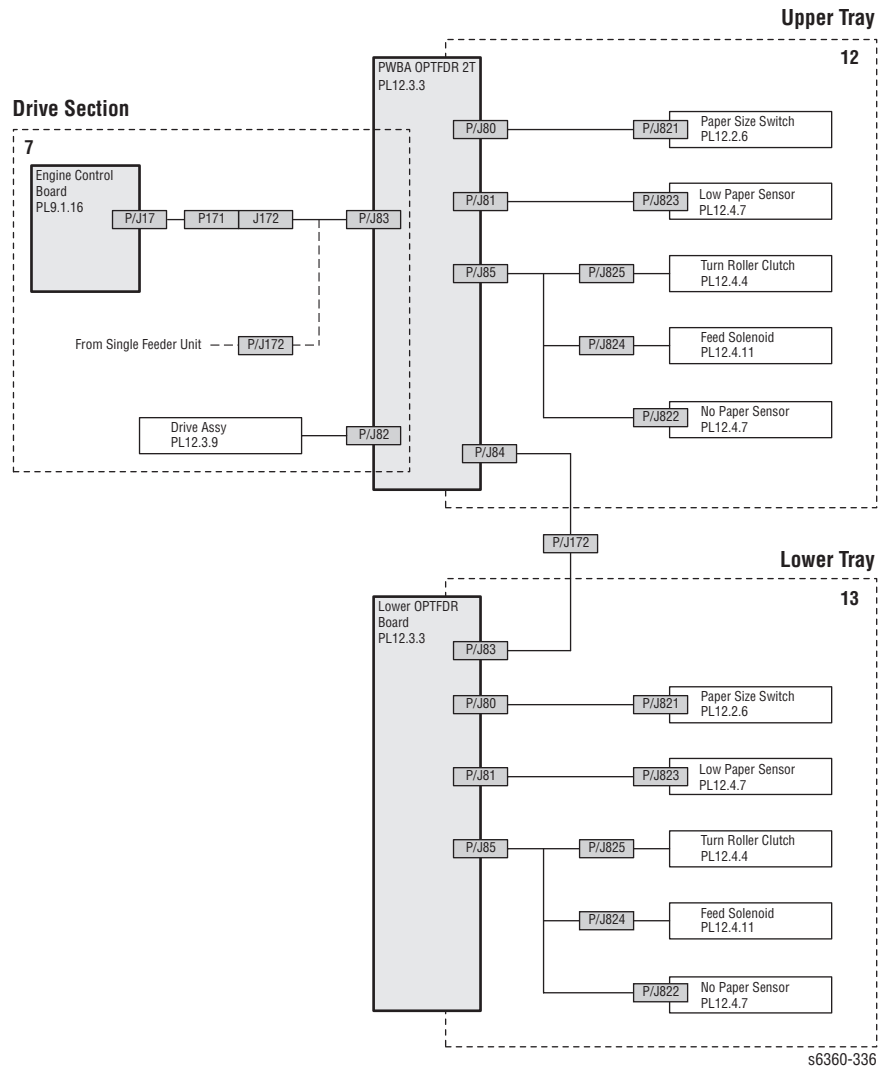 Upper Tray
12
PWBA OPTFDR 2T
PL12.3.3
Drive Section
7
Engine Control
Board
PL9.1.16
P/J17
P171
J172
P/J83
From Single Feeder Unit
P/J172
Drive Assy
PL12.3.9
P/J82
P/J80
P/J821
Paper Size Switch
PL12.2.6
P/J81
P/J823
Low Paper Sensor
PL12.4.7
P/J85
P/J825
Turn Roller Clutch
PL12.4.4
P/J824
Feed Solenoid
PL12.4.11
P/J822
No Paper Sensor
PL12.4.7
P/J84
P/J172
Lower Tray
13
Lower OPTFDR
Board
PL12.3.3
P/J83
P/J80
P/J821
Paper Size Switch
PL12.2.6
P/J81
P/J823
Low Paper Sensor
PL12.4.7
P/J85
P/J825
Turn Roller Clutch
PL12.4.4
P/J824
Feed Solenoid
PL12.4.11
P/J822
No Paper Sensor
PL12.4.7
s6360-336